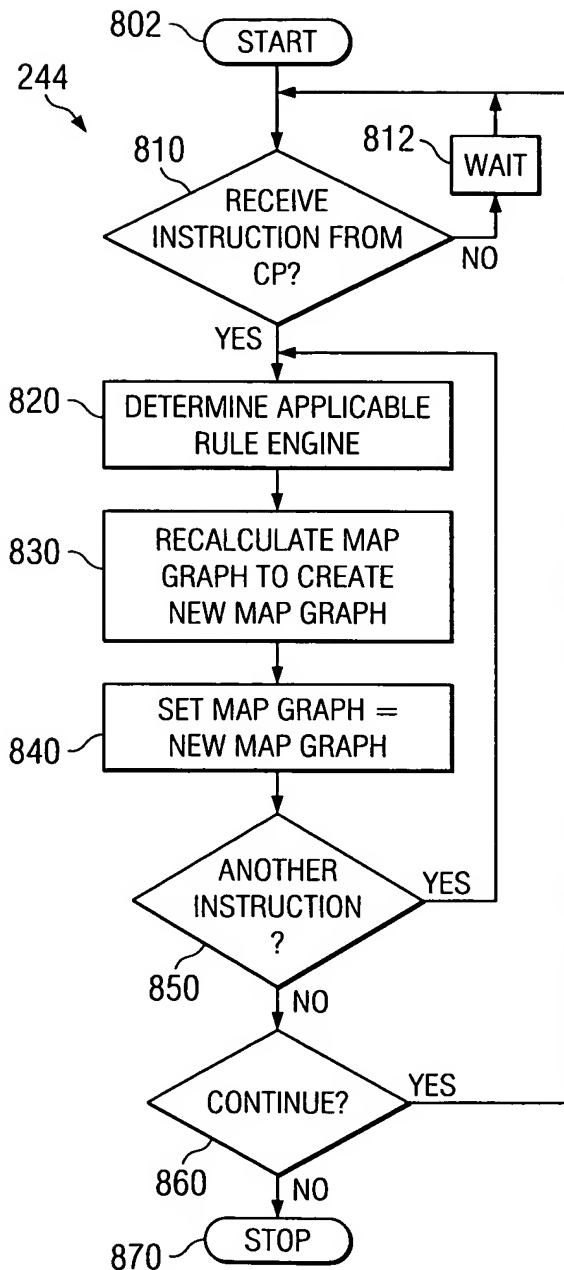 802
START
244
810
812
WAIT
RECEIVE
INSTRUCTION FROM
CP?
NO
YES
820
DETERMINE APPLICABLE
RULE ENGINE
830
RECALCULATE MAP
GRAPH TO CREATE
NEW MAP GRAPH
840
SET MAP GRAPH =
NEW MAP GRAPH
ANOTHER
INSTRUCTION
?
YES
850
NO
CONTINUE?
YES
860
NO
870
STOP